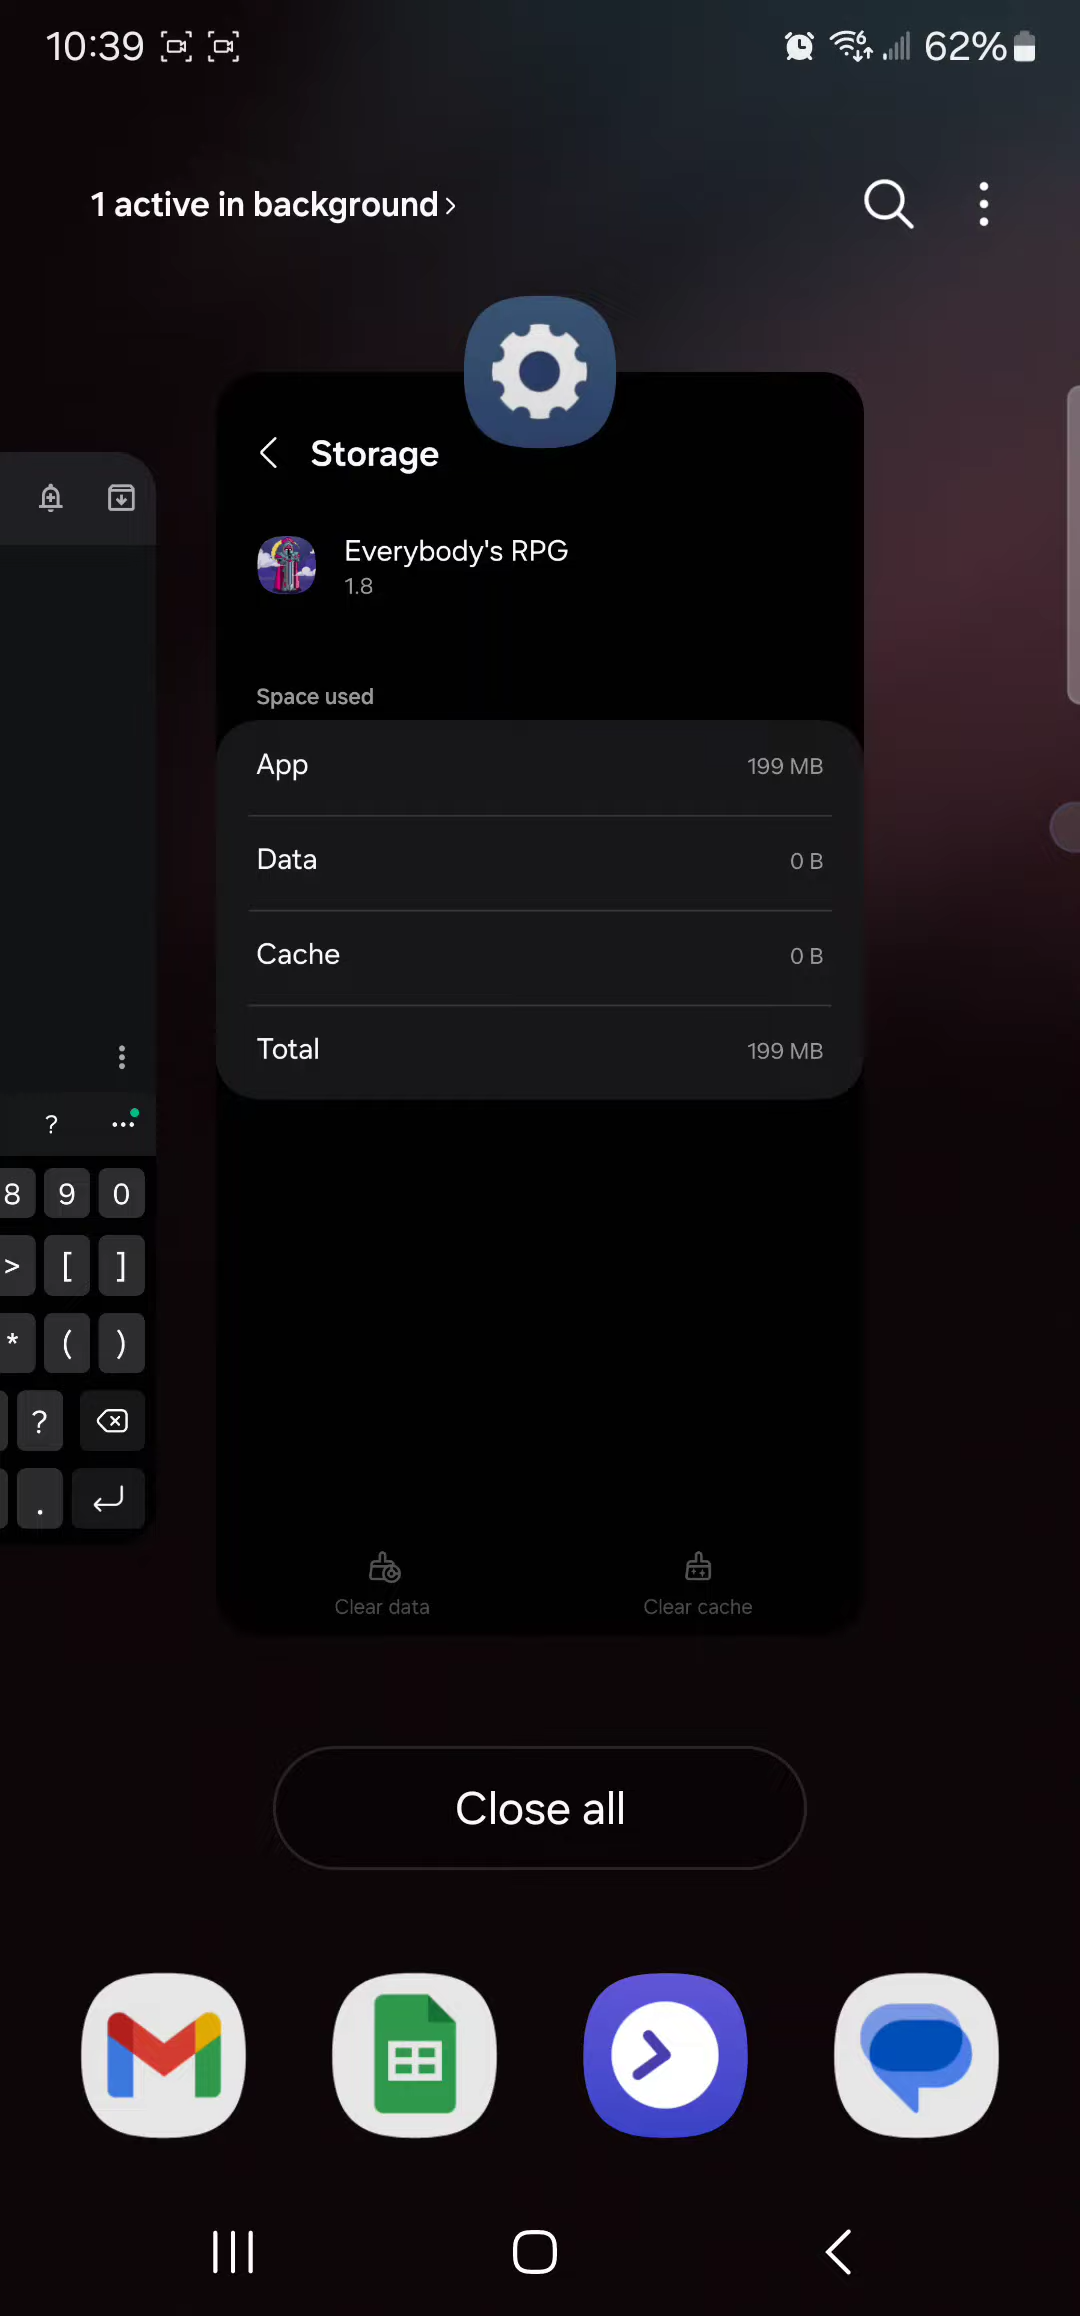 10:39
62%
1 active in background >
Storage
Everybody's RPG
1.8
Space used
App 199 MB
Data 0 B
Cache 0 B
Total 199 MB
?
8 9 0
> [ ]
* ( )
?
.
Clear data Clear cache
Close all